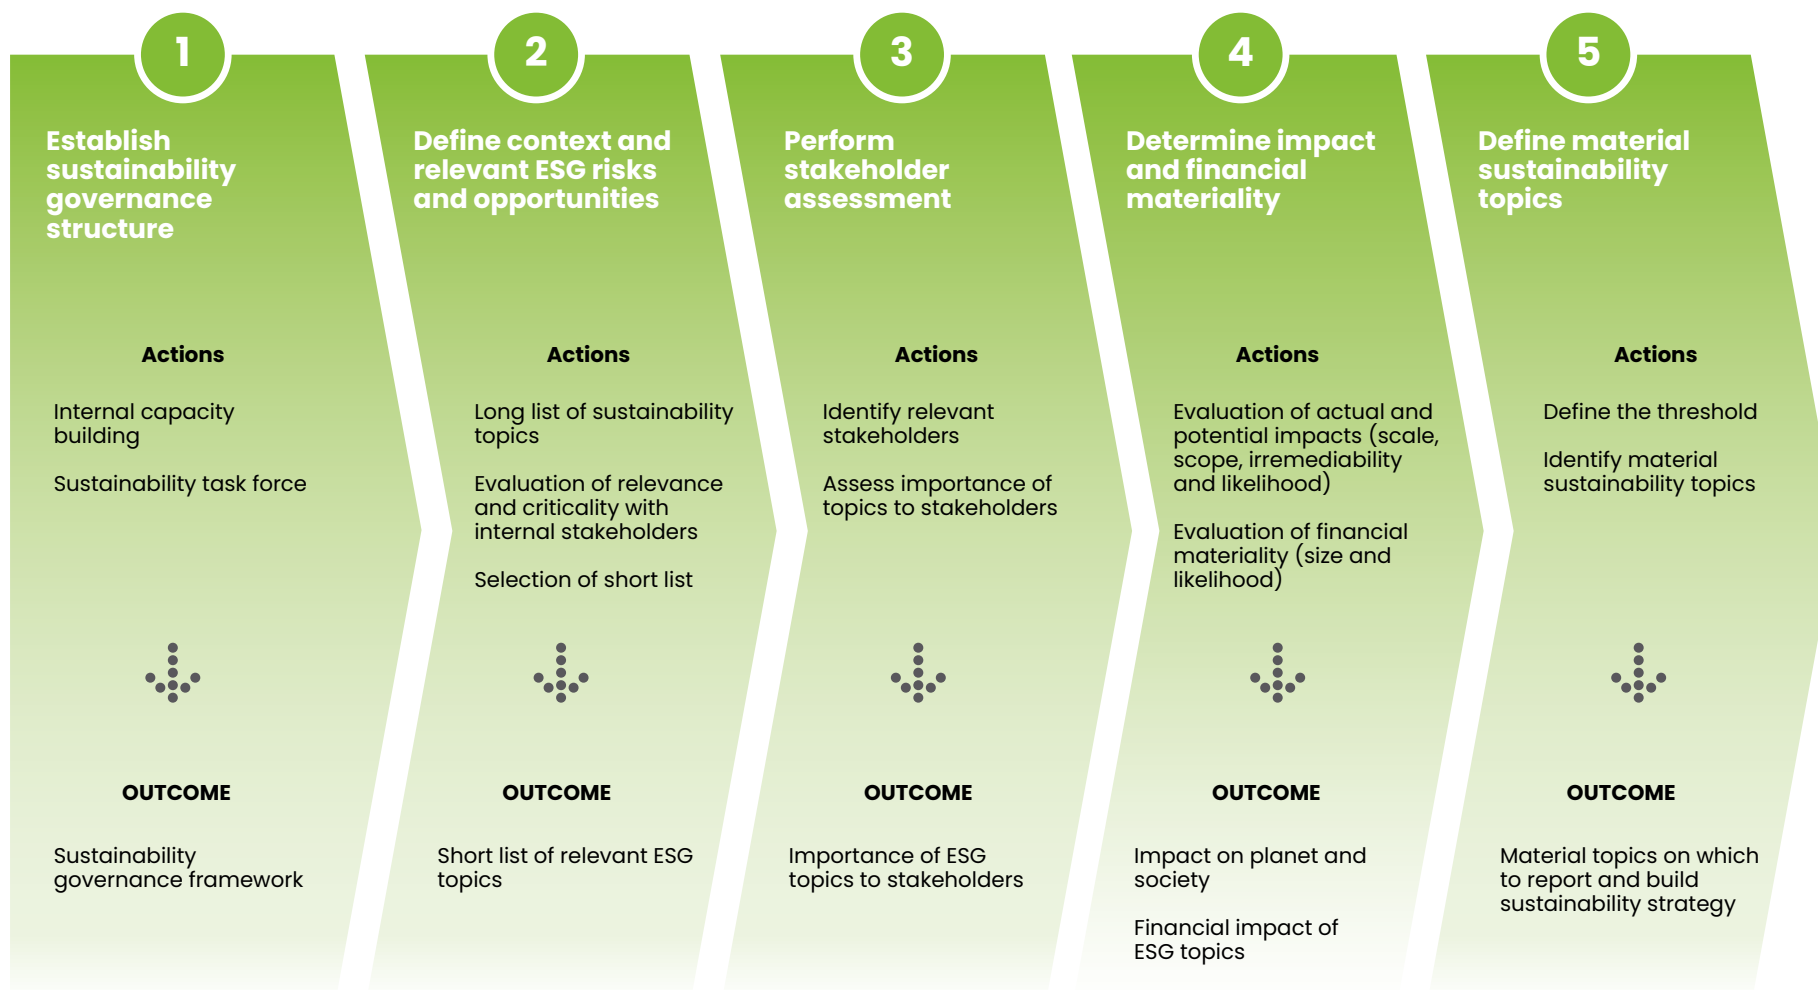 1
Establish
sustainability
governance
structure
Actions
Internal capacity
building
Sustainability task force
OUTCOME
Sustainability
governance framework
2
Define context and
relevant ESG risks
and opportunities
Actions
Long list of sustainability
topics
Evaluation of relevance
and criticality with
internal stakeholders
Selection of short list
OUTCOME
Short list of relevant ESG
topics
3
Perform
stakeholder
assessment
Actions
Identify relevant
stakeholders
Assess importance of
topics to stakeholders
OUTCOME
Importance of ESG
topics to stakeholders
4
Determine impact
and financial
materiality
Actions
Evaluation of actual and
potential impacts (scale,
scope, irremediability
and likelihood)
Evaluation of financial
materiality (size and
likelihood)
OUTCOME
Impact on planet and
society
Financial impact of
ESG topics
5
Define material
sustainability
topics
Actions
Define the threshold
Identify material
sustainability topics
OUTCOME
Material topics on which
to report and build
sustainability strategy